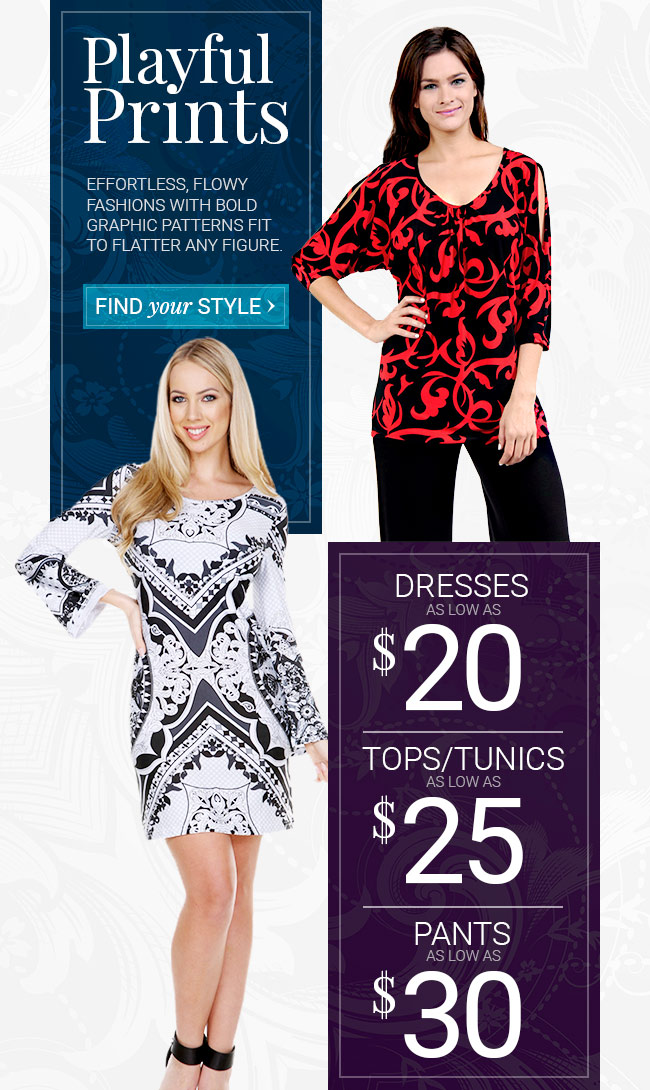 Playful
Prints
EFFORTLESS, FLOWY
FASHIONS WITH BOLD
GRAPHIC PATTERNS FIT
TO FLATTER ANY FIGURE.
FIND your STYLE ›
DRESSES
AS LOW AS
$20
TOPS/TUNICS
AS LOW AS
$25
PANTS
AS LOW AS
$30